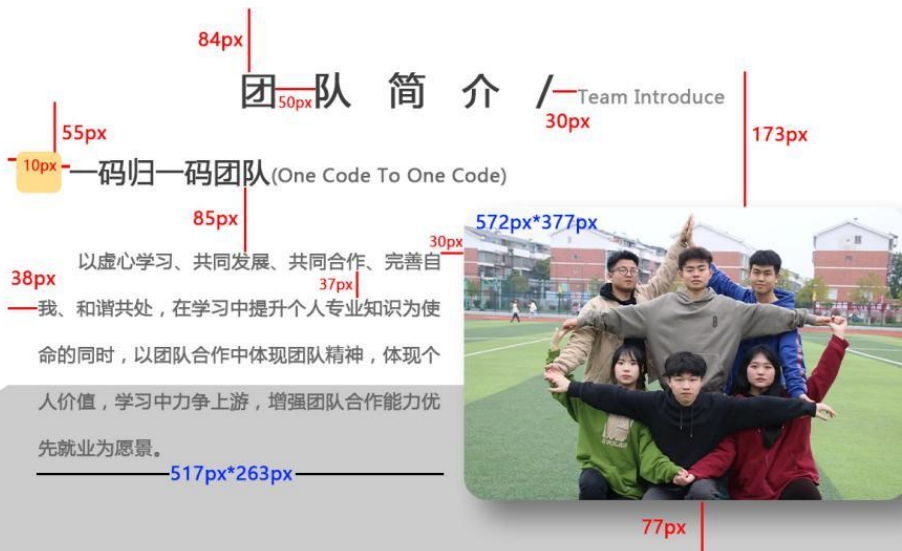 84px
团50px队 简 介 /Team Introduce
30px
55px
173px
10px
一码归一码团队(One Code To One Code)
85px
572px*377px
30px
以虚心学习、共同发展、共同合作、完善自
38px
37px
我、和谐共处，在学习中提升个人专业知识为使
命的同时，以团队合作中体现团队精神，体现个
人价值，学习中力争上游，增强团队合作能力优
先就业为愿景。
517px*263px
77px